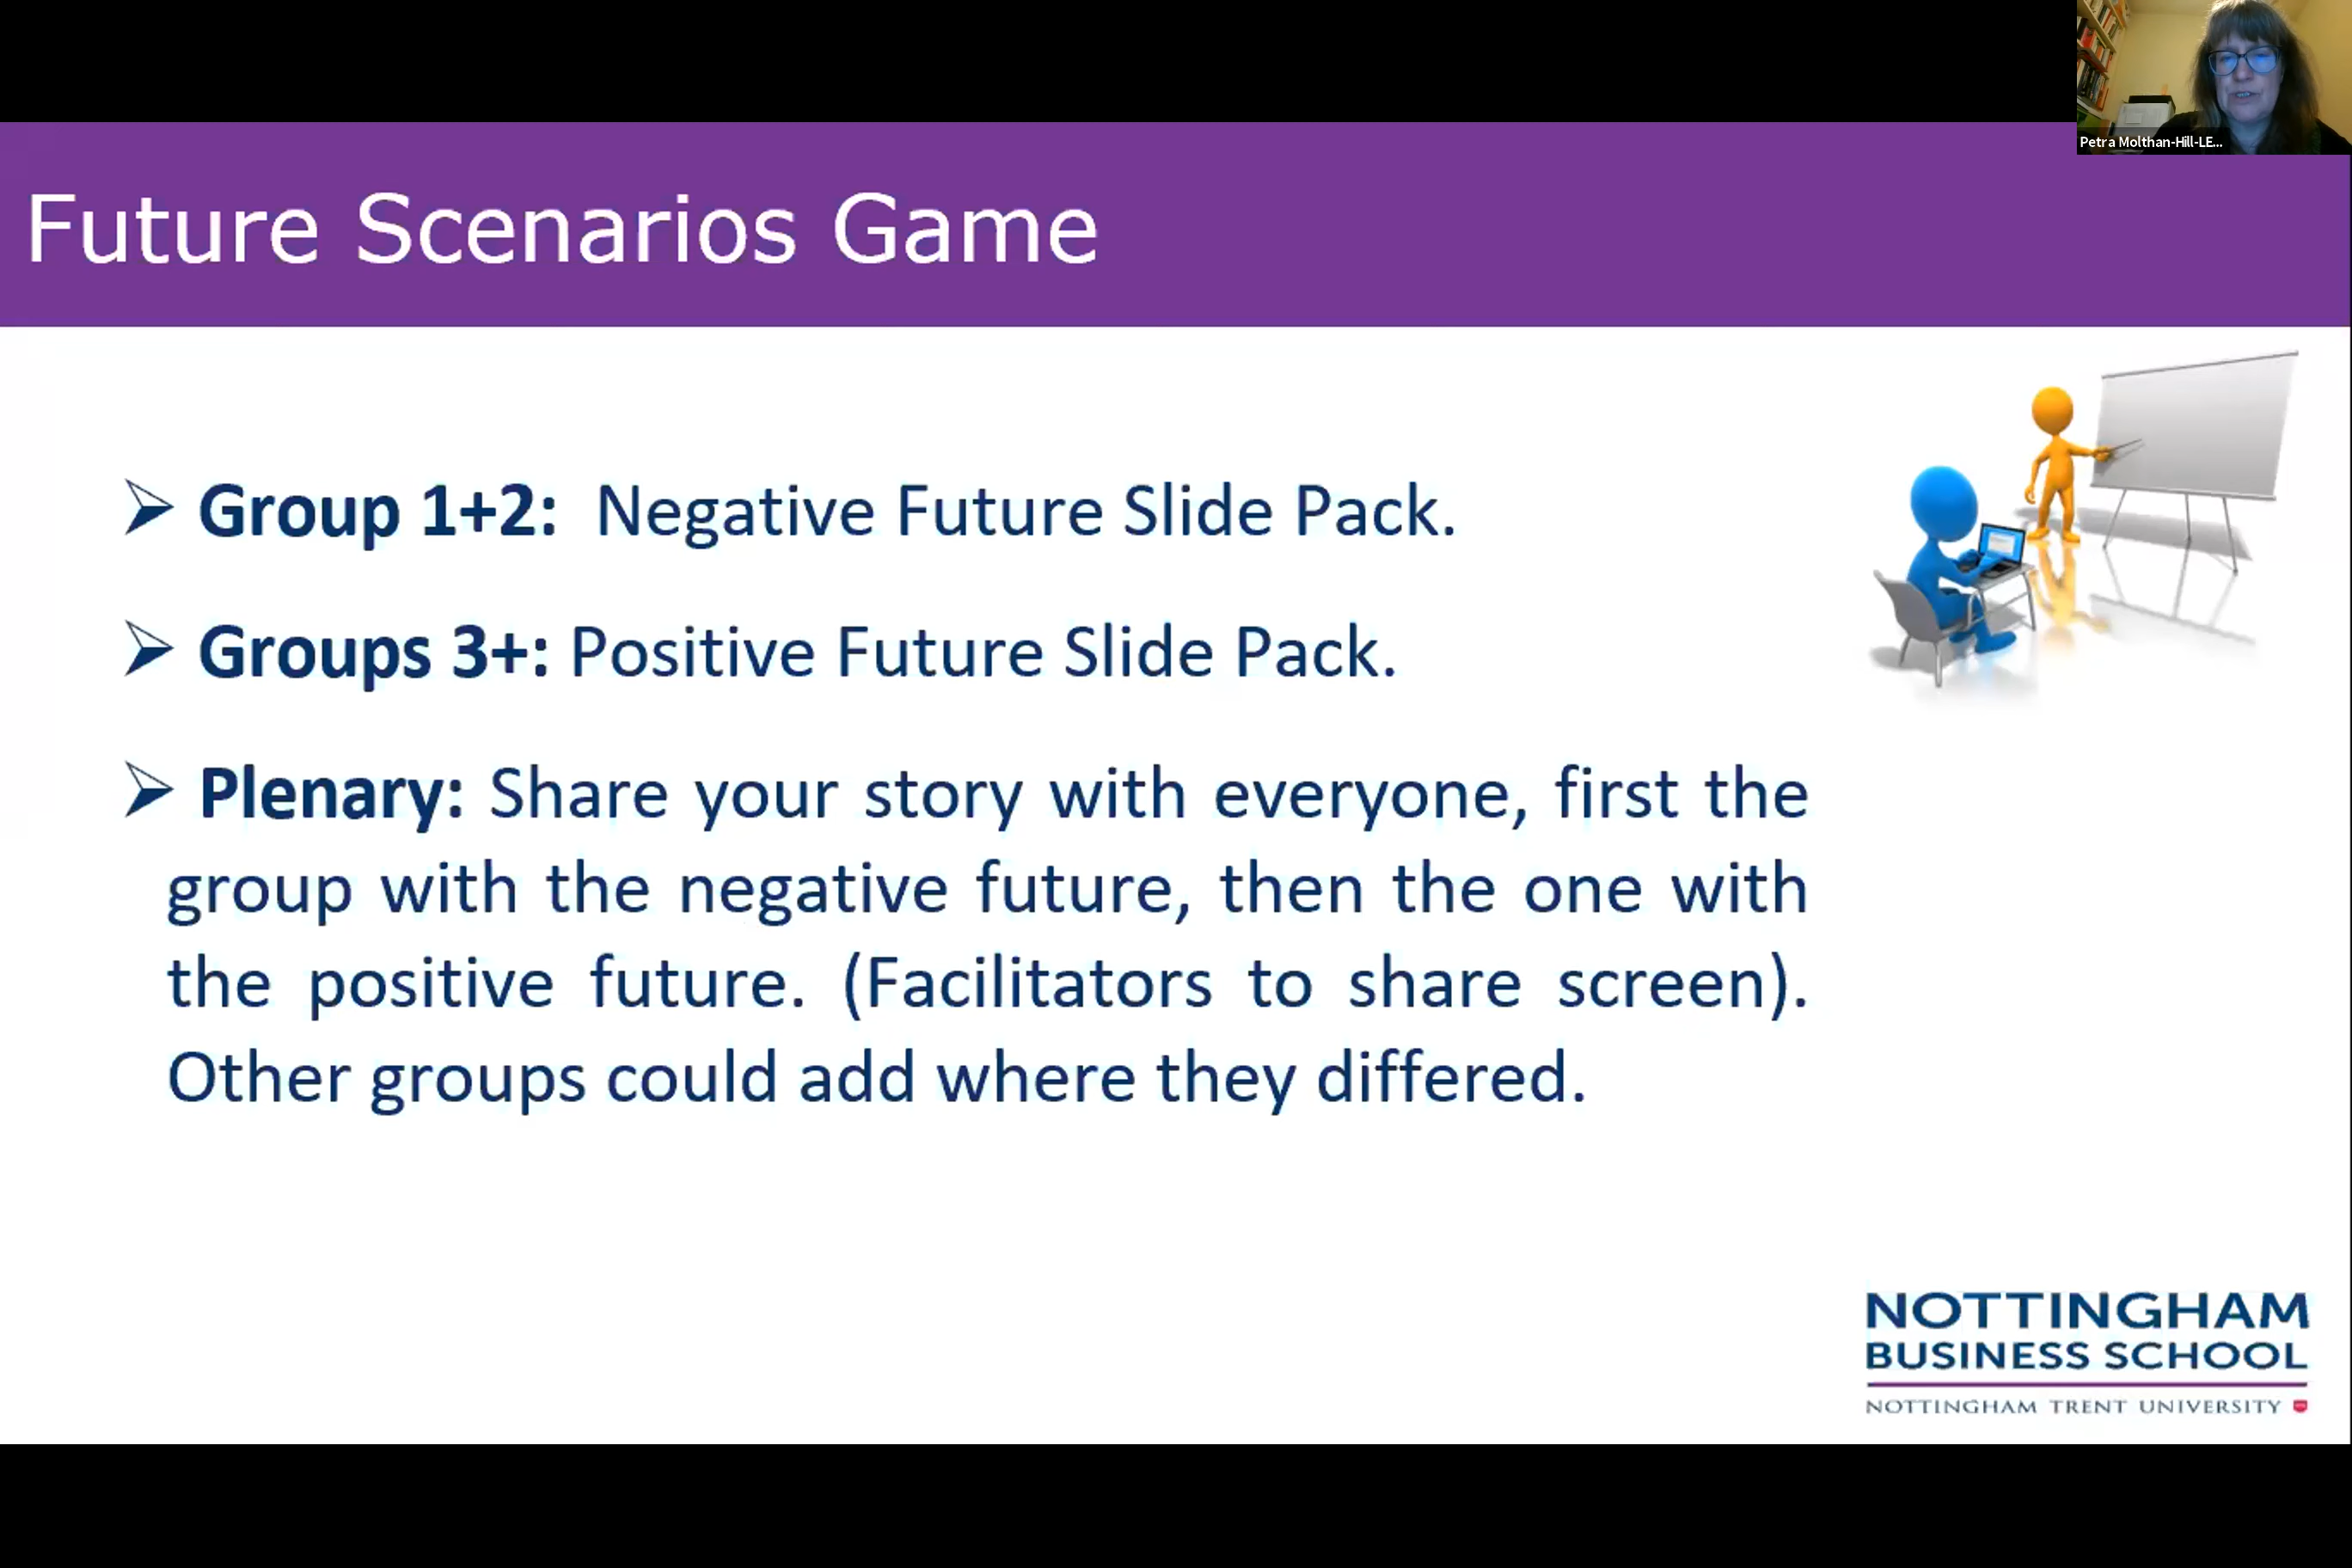 Petra Molthan-Hill-LE...
Future Scenarios Game
➢ Group 1+2: Negative Future Slide Pack.
➢ Groups 3+: Positive Future Slide Pack.
➢ Plenary: Share your story with everyone, first the
group with the negative future, then the one with
the positive future. (Facilitators to share screen).
Other groups could add where they differed.
NOTTINGHAM
BUSINESS SCHOOL
NOTTINGHAM TRENT UNIVERSITY